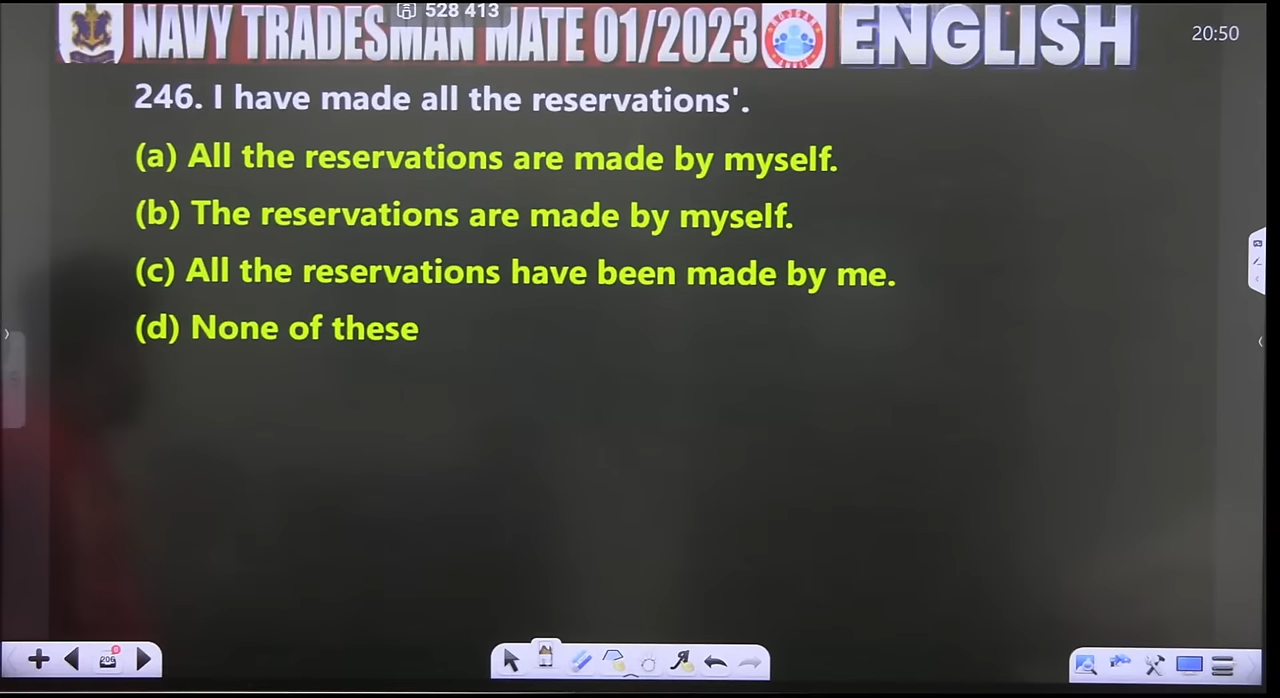 528 413
NAVY TRADESMAN MATE 01/2023 ENGLISH
20:50
246. I have made all the reservations'.
(a) All the reservations are made by myself.
(b) The reservations are made by myself.
(c) All the reservations have been made by me.
(d) None of these
206